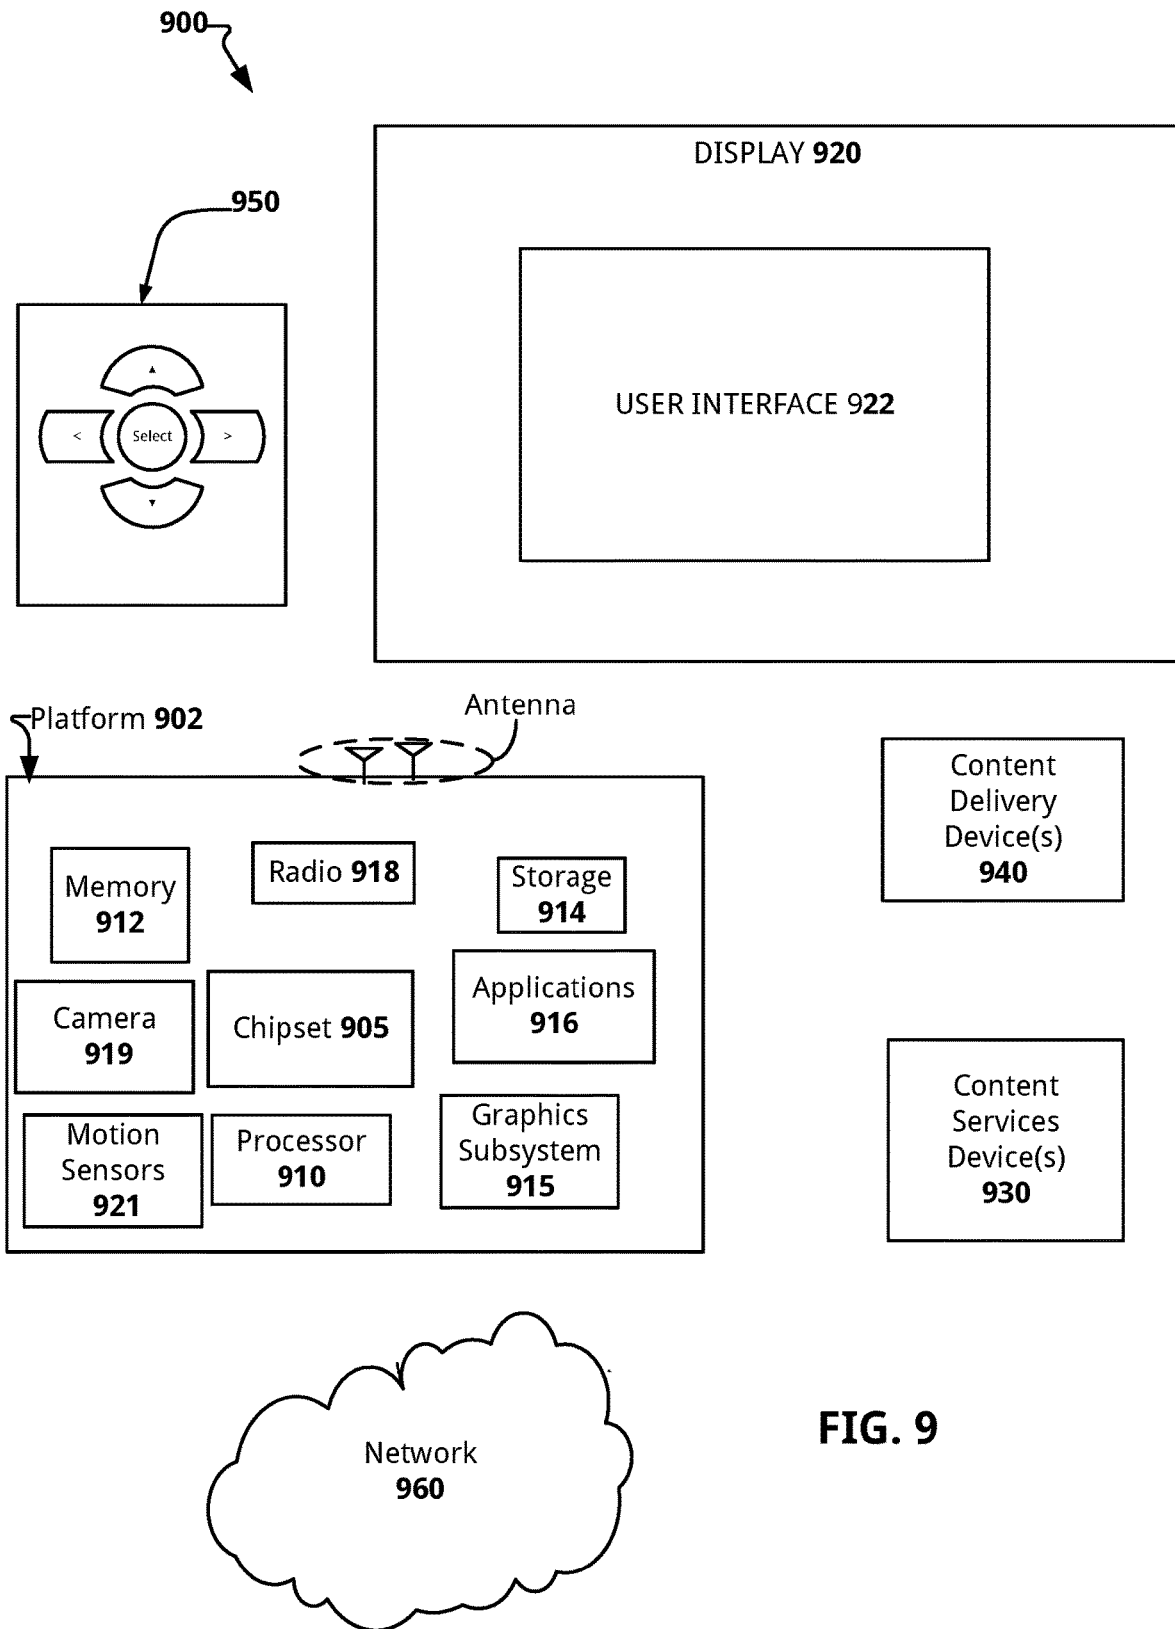 900
DISPLAY 920
950
USER INTERFACE 922
▲
<
Select
>
▼
Platform 902
Antenna
Memory
912
Radio 918
Storage
914
Camera
919
Chipset 905
Applications
916
Motion
Sensors
921
Processor
910
Graphics
Subsystem
915
Content
Delivery
Device(s)
940
Content
Services
Device(s)
930
Network
960
FIG. 9